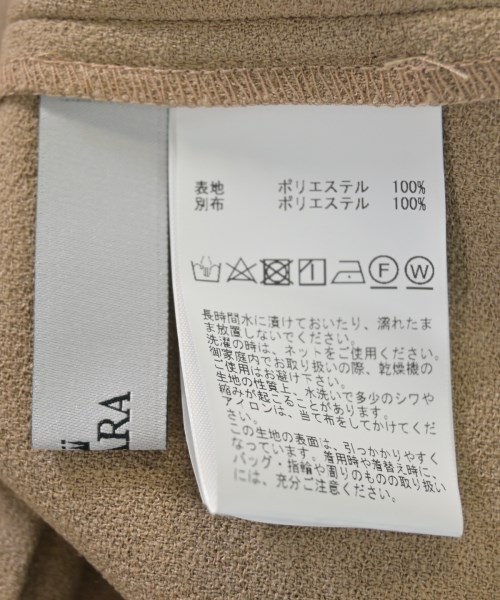 表地 ポリエステル 100%
別布 ポリエステル 100%
F W
長時間水に漬けておいたり、濡れたま
ま放置しないでください。
洗濯の時は、ネットをご使用ください。
御家庭内でお取り扱いの際、乾燥機の
ご使用はお避け下さい。
生地の性質上、水洗いで多少のシワや
縮みが起こることがあります。
アイロンは、当て布をしてかけてくだ
さい。
この生地の表面は、引っかかりやすく
なっています。着用時や着替え時に、
バッグ・指輪や周りのものの取り扱い
には、充分ご注意ください。
ARA